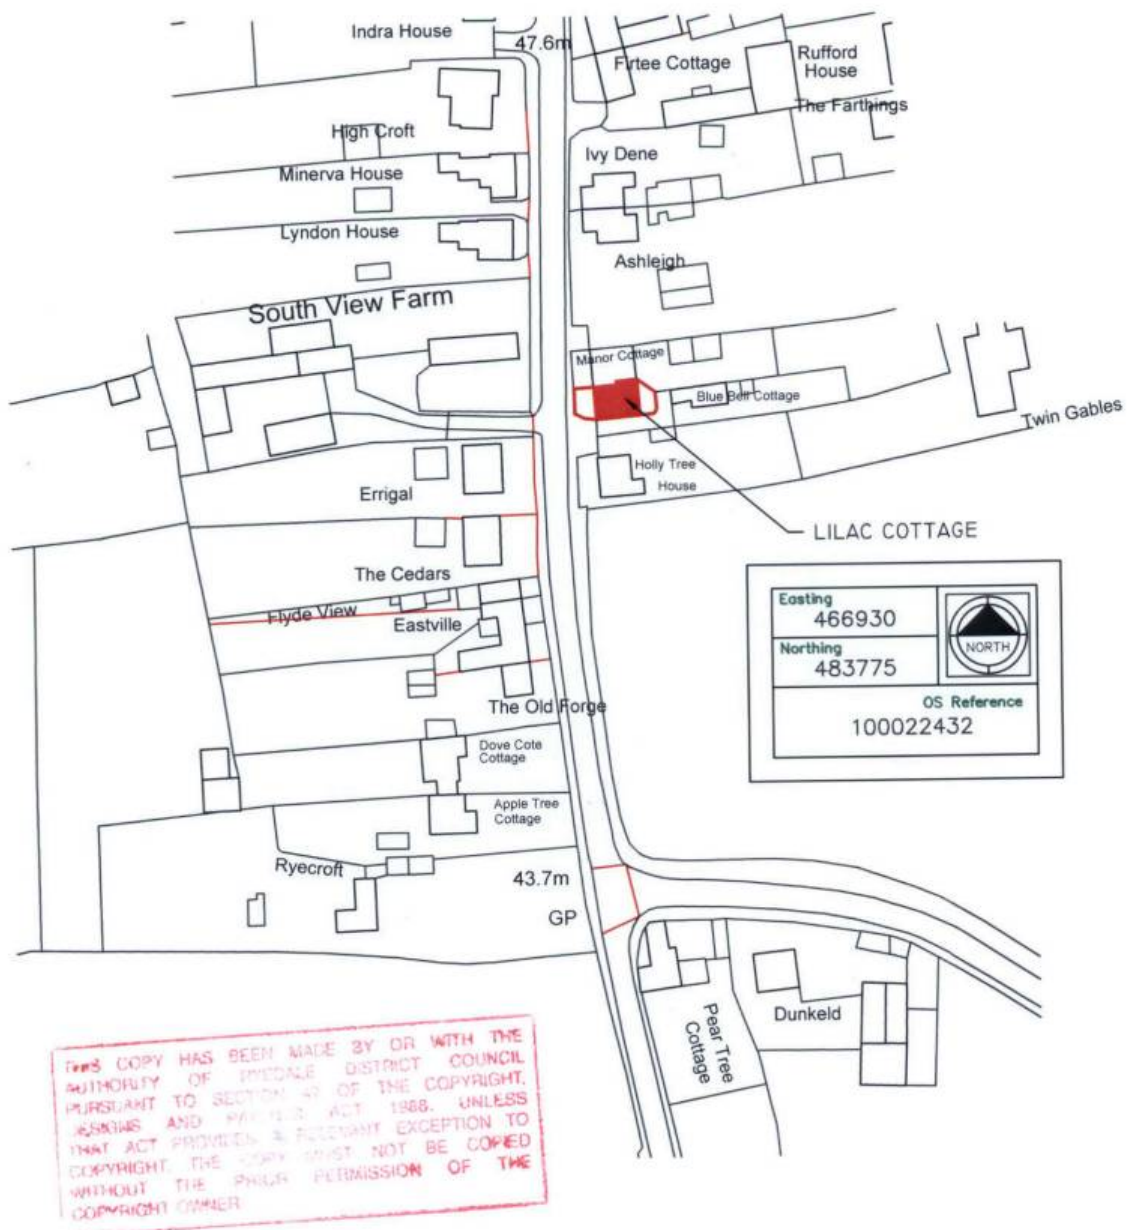 Indra House
47.6m
Firtee Cottage
Rufford
House
The Farthings
High Croft
Ivy Dene
Minerva House
Lyndon House
Ashleigh
South View Farm
Manor Cottage
Blue Bell Cottage
Twin Gables
Holly Tree
House
Errigal
LILAC COTTAGE
The Cedars
Flyde View
Eastville
Easting
466930
Northing
483775
NORTH
OS Reference
100022432
The Old Forge
Dove Cote
Cottage
Apple Tree
Cottage
Ryecroft
43.7m
GP
Pear Tree
Cottage
Dunkeld
COPY HAS BEEN MADE BY OR WITH THE
AUTHORITY OF RYEDALE DISTRICT COUNCIL
PURSUANT TO SECTION OF THE COPYRIGHT,
DESIGNS AND ACT 1988. UNLESS
THAT ACT PROVIDES A RELEVANT EXCEPTION TO
COPYRIGHT, THE COPY MUST NOT BE COPIED
WITHOUT THE PRIOR PERMISSION OF THE
COPYRIGHT OWNER